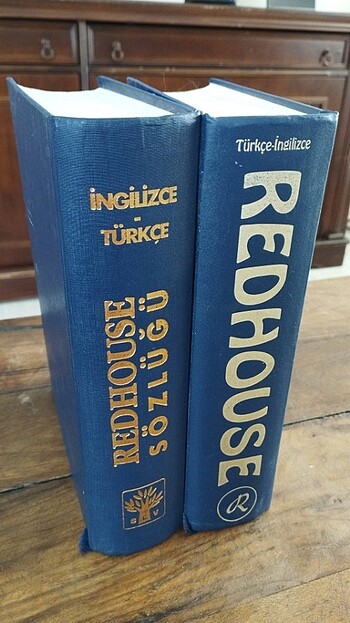 İNGİLİZCE
-
TÜRKÇE
REDHOUSE
SÖZLÜĞÜ
S V
Türkçe-İngilizce
REDHOUSE
R